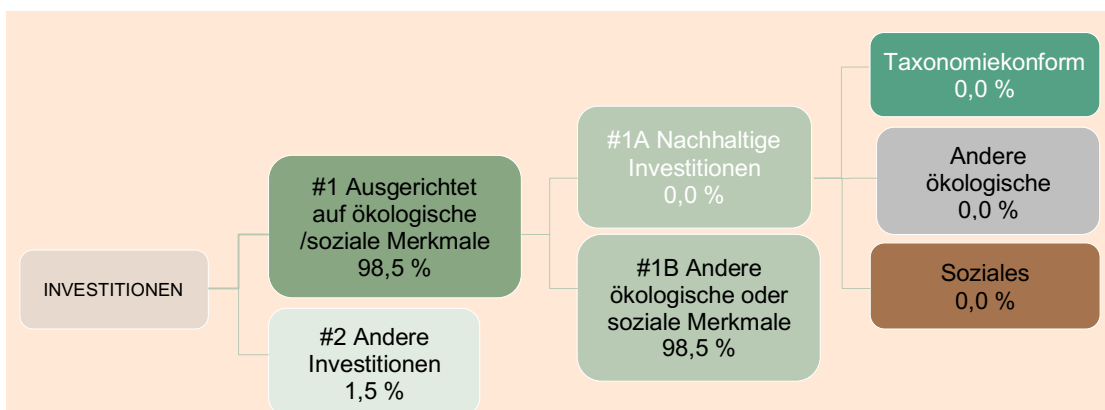 INVESTITIONEN
#1 Ausgerichtet
auf ökologische
/soziale Merkmale
98,5 %
#2 Andere
Investitionen
1,5 %
#1A Nachhaltige
Investitionen
0,0 %
#1B Andere
ökologische oder
soziale Merkmale
98,5 %
Taxonomiekonform
0,0 %
Andere
ökologische
0,0 %
Soziales
0,0 %